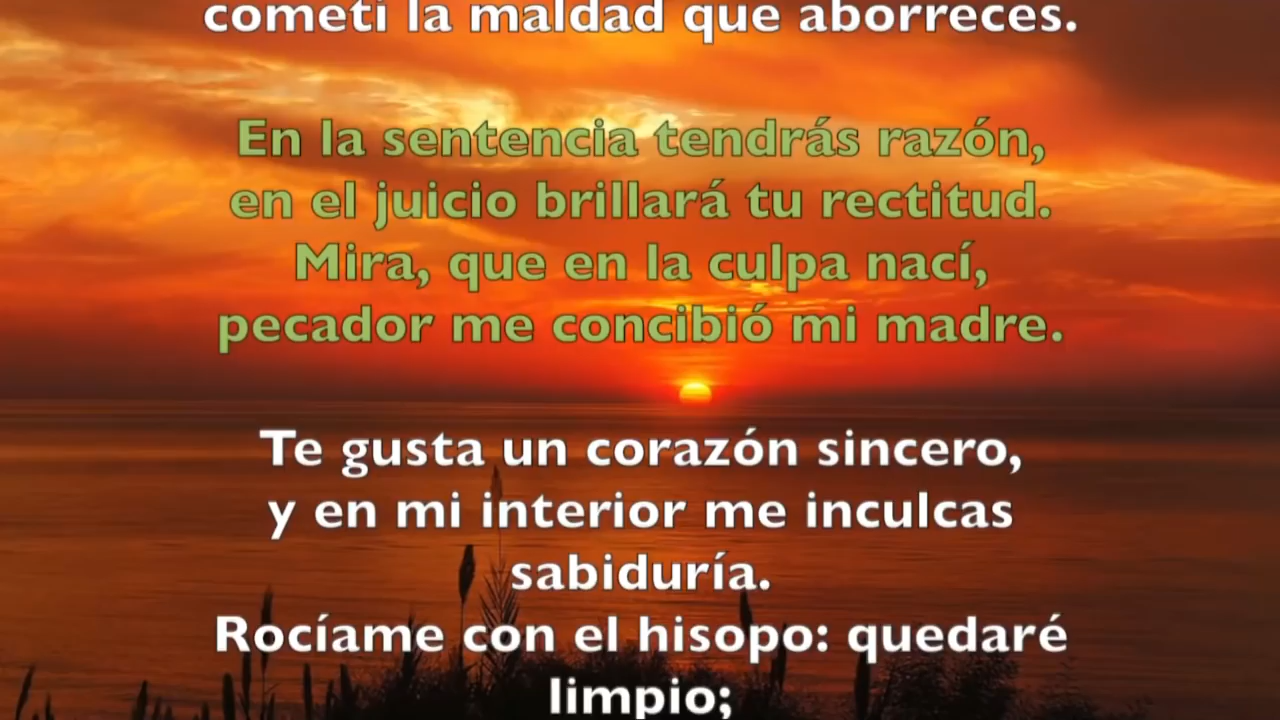 cometí la maldad que aborreces.
En la sentencia tendrás razón,
en el juicio brillará tu rectitud.
Mira, que en la culpa nací,
pecador me concibió mi madre.
Te gusta un corazón sincero,
y en mi interior me inculcas
sabiduría.
Rocíame con el hisopo: quedaré
limpio;